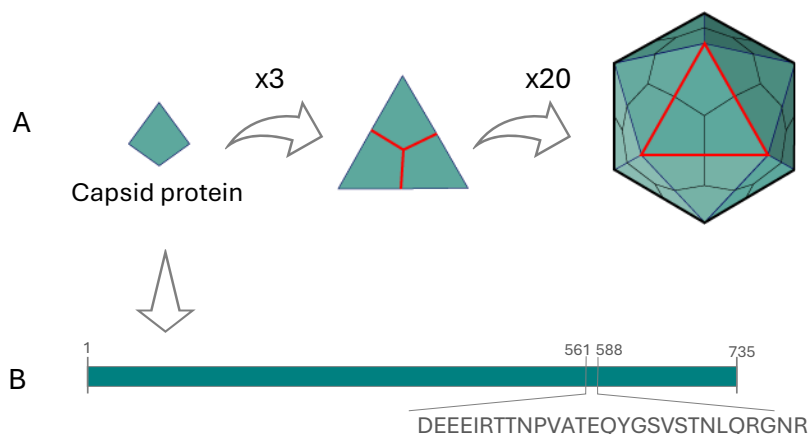 x3
x20
A
Capsid protein
1
561
588
735
B
DEEEIRTTNPVATEQYGSVSTNLQRGNR